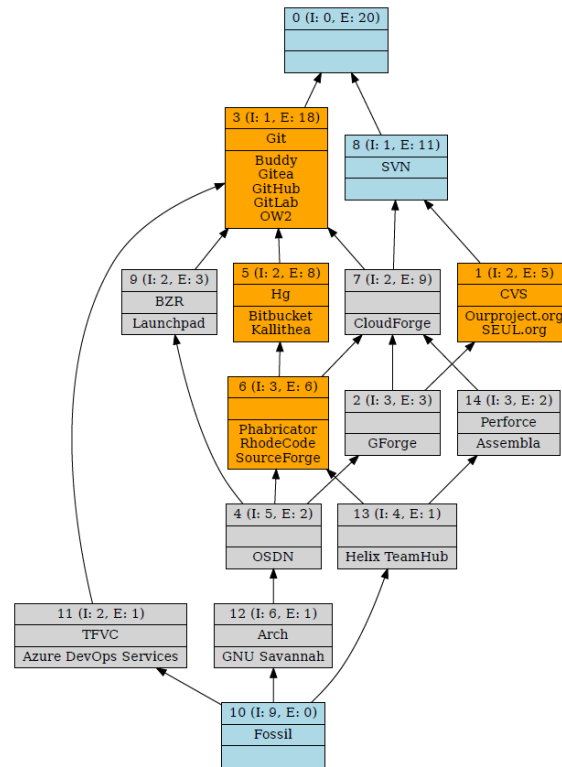 0 (I: 0, E: 20)
3 (I: 1, E: 18)
Git
Buddy
Gitea
GitHub
GitLab
OW2
8 (I: 1, E: 11)
SVN
9 (I: 2, E: 3)
BZR
Launchpad
5 (I: 2, E: 8)
Hg
Bitbucket
Kallithea
7 (I: 2, E: 9)
CloudForge
1 (I: 2, E: 5)
CVS
Ourproject.org
SEUL.org
6 (I: 3, E: 6)
Phabricator
RhodeCode
SourceForge
2 (I: 3, E: 3)
GForge
14 (I: 3, E: 2)
Perforce
Assembla
4 (I: 5, E: 2)
OSDN
13 (I: 4, E: 1)
Helix TeamHub
11 (I: 2, E: 1)
TFVC
Azure DevOps Services
12 (I: 6, E: 1)
Arch
GNU Savannah
10 (I: 9, E: 0)
Fossil